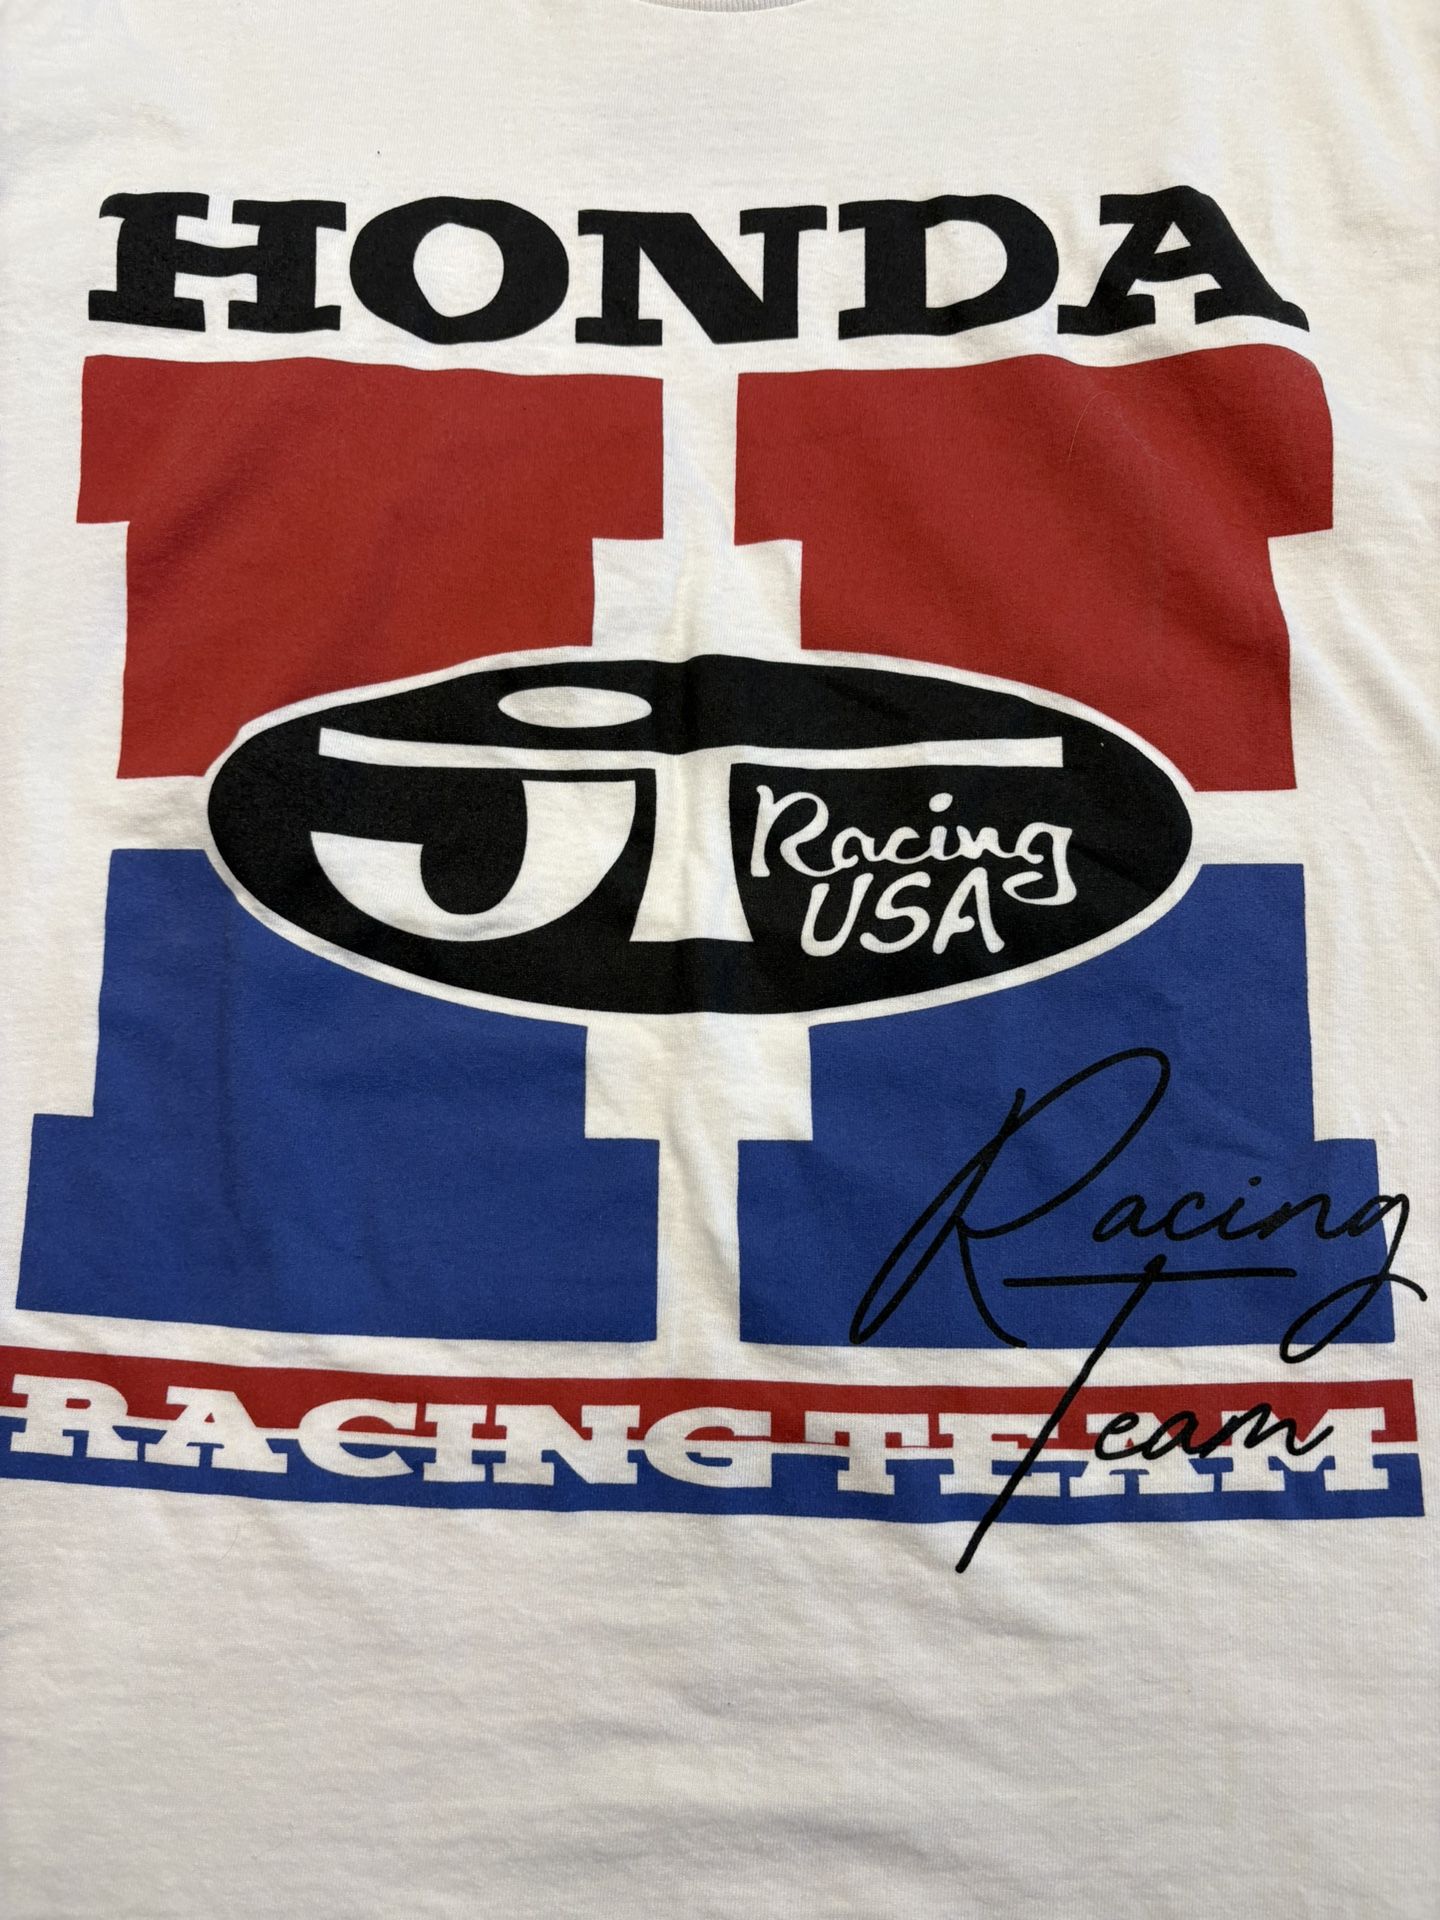 HONDA
H
jT Racing
USA
Racing
RACING TEAM
Team